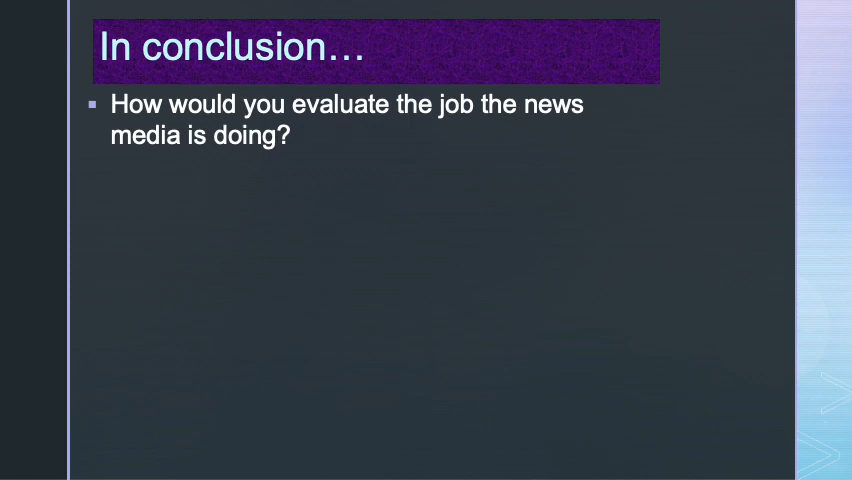 In conclusion…
How would you evaluate the job the news
media is doing?